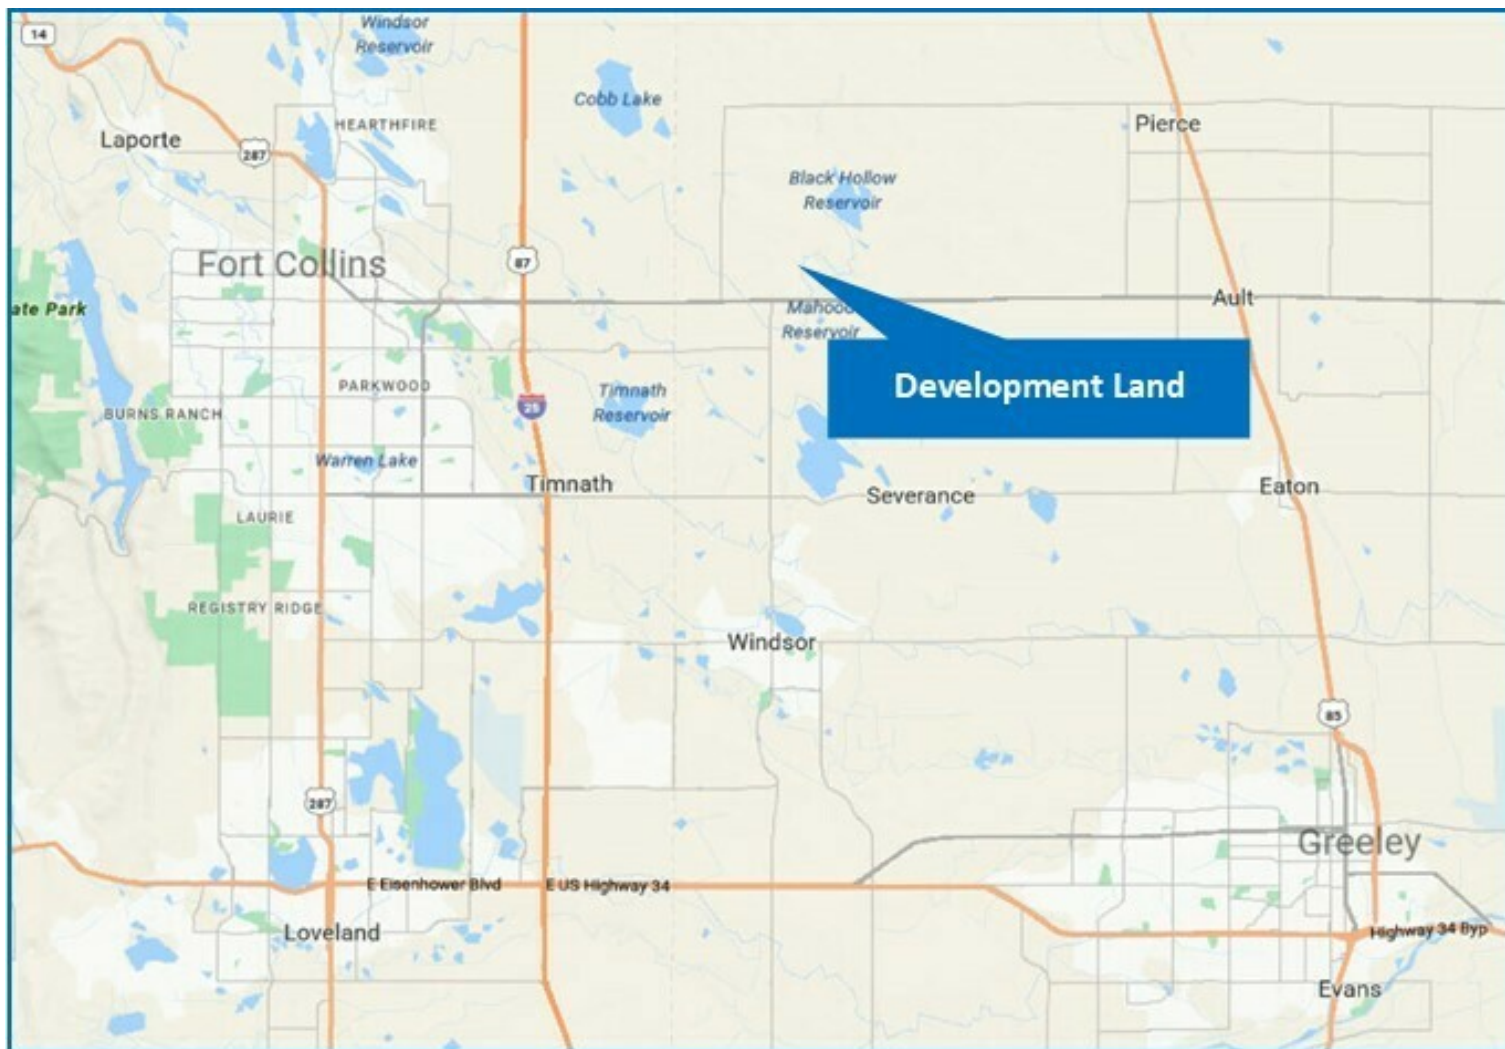 14
Windsor
Reservoir
Cobb Lake
HEARTHFIRE
Pierce
Laporte
287
Black Hollow
Reservoir
Fort Collins
87
ate Park
Mahood
Reservoir
Ault
Development Land
PARKWOOD
Timnath
Reservoir
25
BURNS RANCH
Warren Lake
Timnath
Severance
Eaton
LAURIE
REGISTRY RIDGE
Windsor
85
287
Greeley
E Eisenhower Blvd
E US Highway 34
Loveland
Highway 34 Byp
Evans